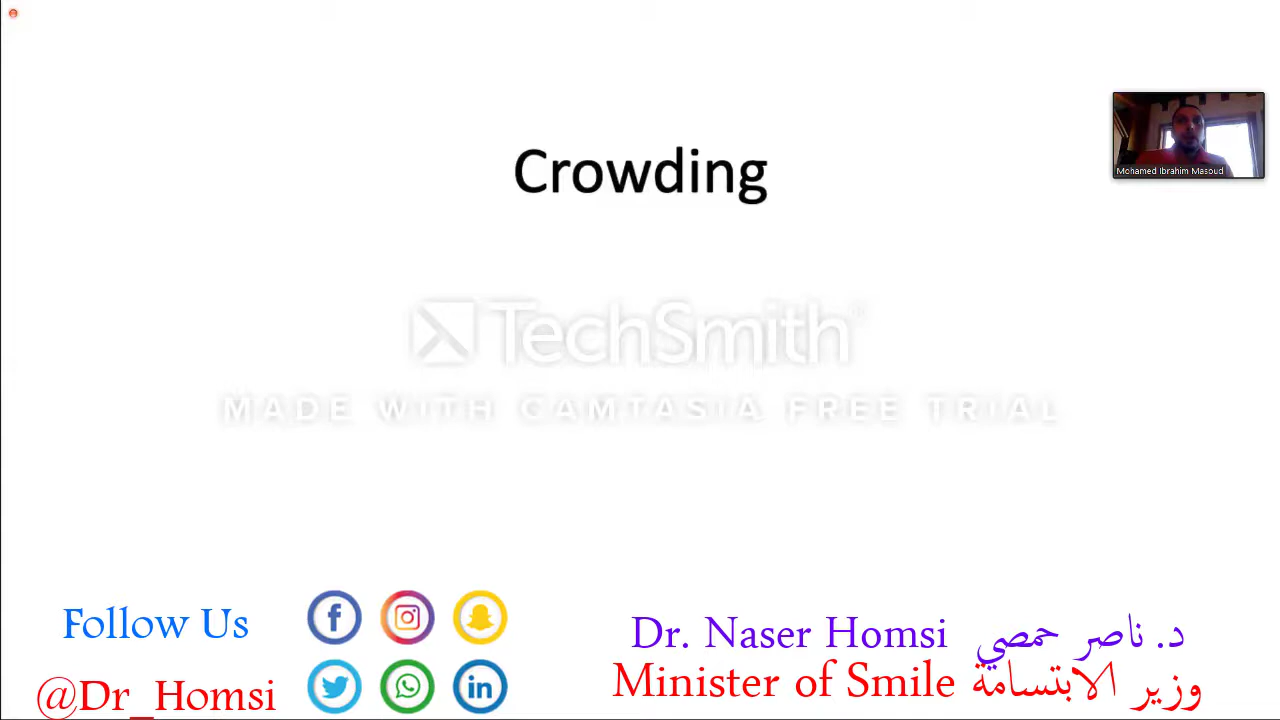 Crowding
Mohamed Ibrahim Masoud
TechSmith
MADE WITH CAMTASIA FREE TRIAL
Follow Us
@Dr_Homsi
Dr. Naser Homsi د. ناصر حمصي
Minister of Smile وزير الابتسامة